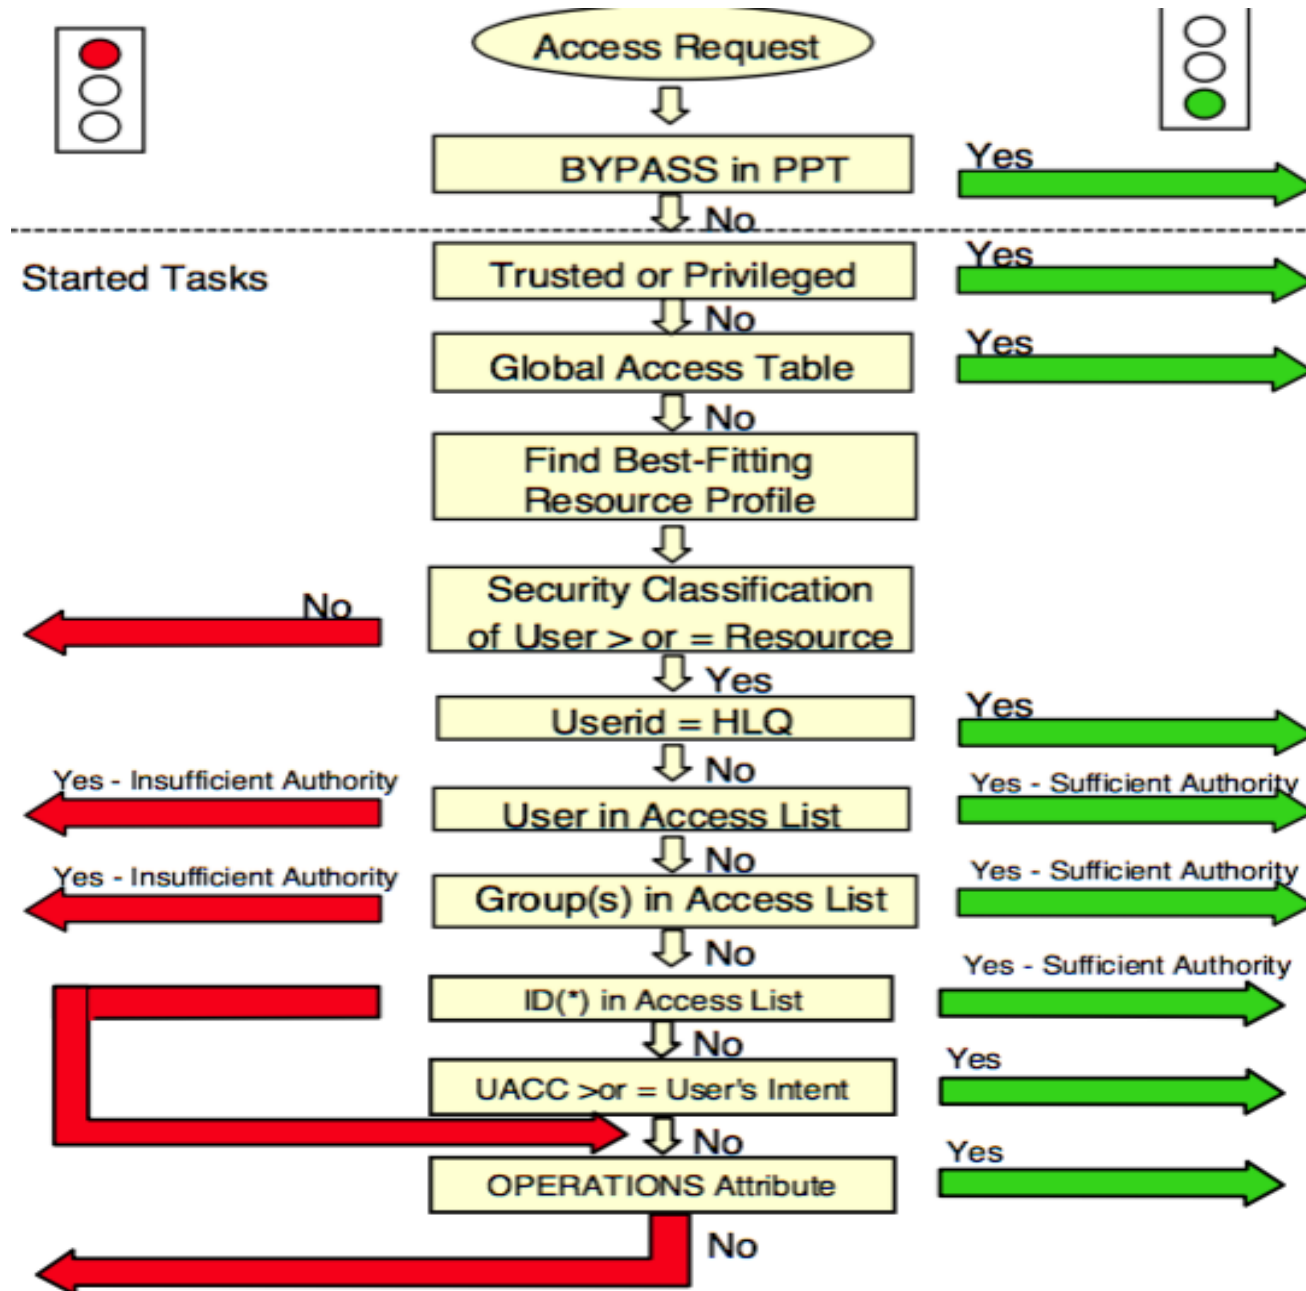 Access Request
BYPASS in PPT
Yes
No
Started Tasks
Trusted or Privileged
Yes
No
Global Access Table
Yes
No
Find Best-Fitting
Resource Profile
No
Security Classification
of User > or = Resource
Yes
Userid = HLQ
Yes
No
Yes - Insufficient Authority
User in Access List
Yes - Sufficient Authority
No
Yes - Insufficient Authority
Group(s) in Access List
Yes - Sufficient Authority
No
ID(*) in Access List
Yes - Sufficient Authority
No
UACC >or = User's Intent
Yes
No
OPERATIONS Attribute
Yes
No